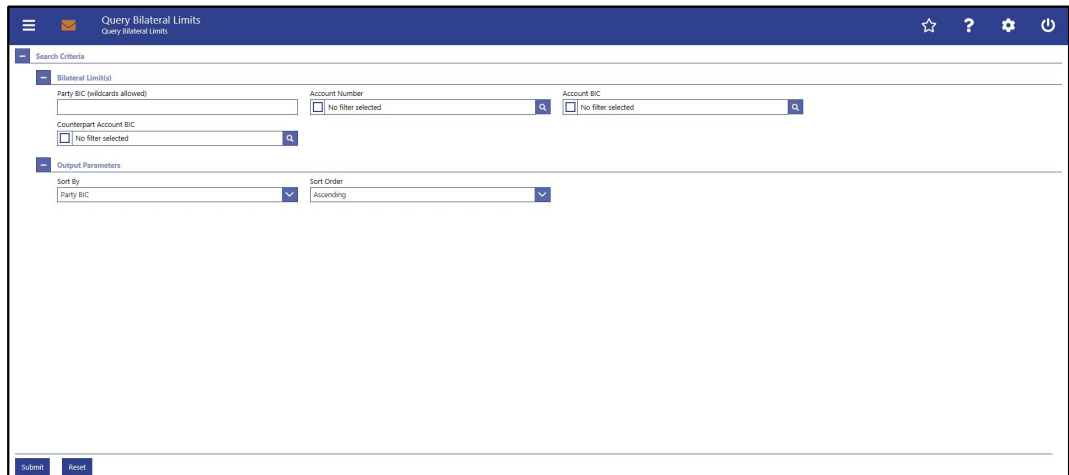 Query Bilateral Limits
Query Bilateral Limits
Search Criteria
Bilateral Limit(s)
Party BIC (wildcards allowed) Account Number Account BIC
No filter selected No filter selected
Counterpart Account BIC
No filter selected
Output Parameters
Sort By Sort Order
Party BIC Ascending
Submit Reset